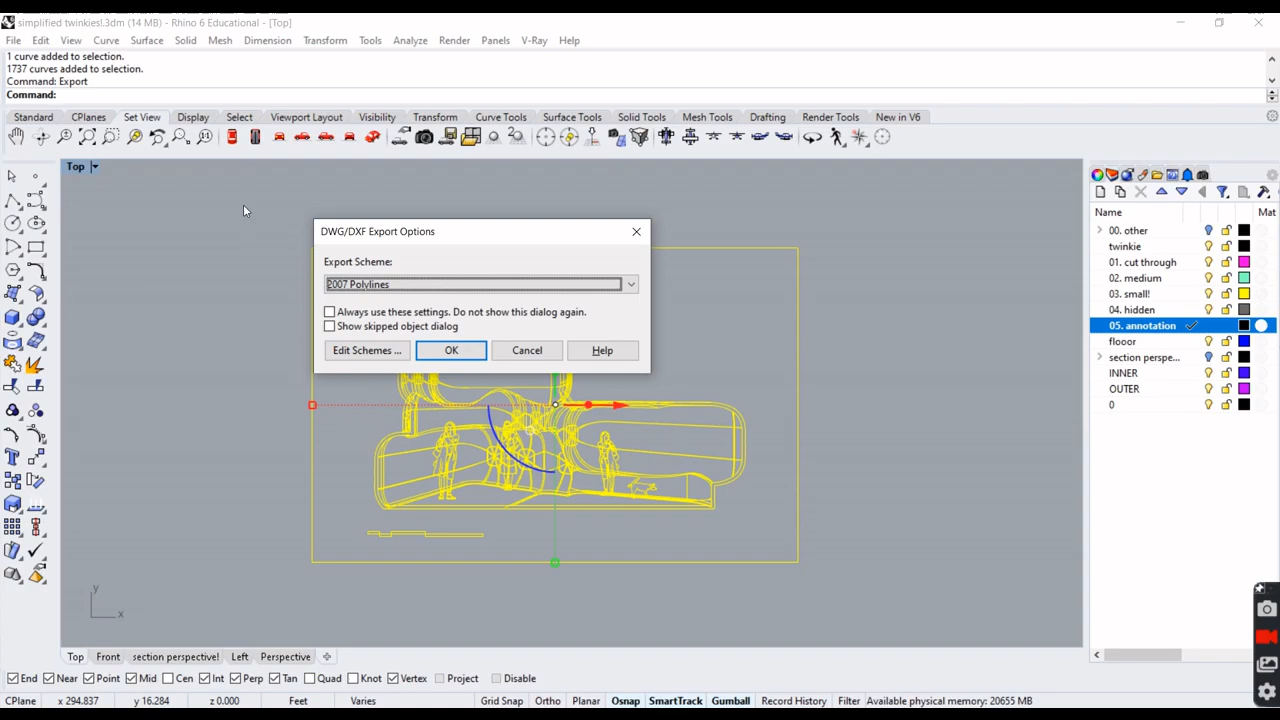 simplified twinkies!.3dm (14 MB) - Rhino 6 Educational - [Top]
File Edit View Curve Surface Solid Mesh Dimension Transform Tools Analyze Render Panels V-Ray Help
1 curve added to selection.
1737 curves added to selection.
Command: Export
Command:
Standard CPlanes Set View Display Select Viewport Layout Visibility Transform Curve Tools Surface Tools Solid Tools Mesh Tools Drafting Render Tools New in V6
Top
DWG/DXF Export Options
Export Scheme:
2007 Polylines
Always use these settings. Do not show this dialog again.
Show skipped object dialog
Edit Schemes ... OK Cancel Help
Name Mat
00. other
twinkie
01. cut through
02. medium
03. small!
04. hidden
05. annotation
flooor
section perspe...
INNER
OUTER
0
y
x
Top Front section perspective! Left Perspective
End Near Point Mid Cen Int Perp Tan Quad Knot Vertex Project Disable
CPlane x 294.837 y 16.284 z 0.000 Feet Varies Grid Snap Ortho Planar Osnap SmartTrack Gumball Record History Filter Available physical memory: 20655 MB